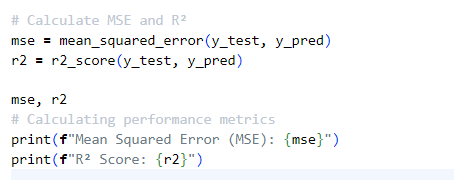 # Calculate MSE and R²
mse = mean_squared_error(y_test, y_pred)
r2 = r2_score(y_test, y_pred)
mse, r2
# Calculating performance metrics
print(f"Mean Squared Error (MSE): {mse}")
print(f"R² Score: {r2}")